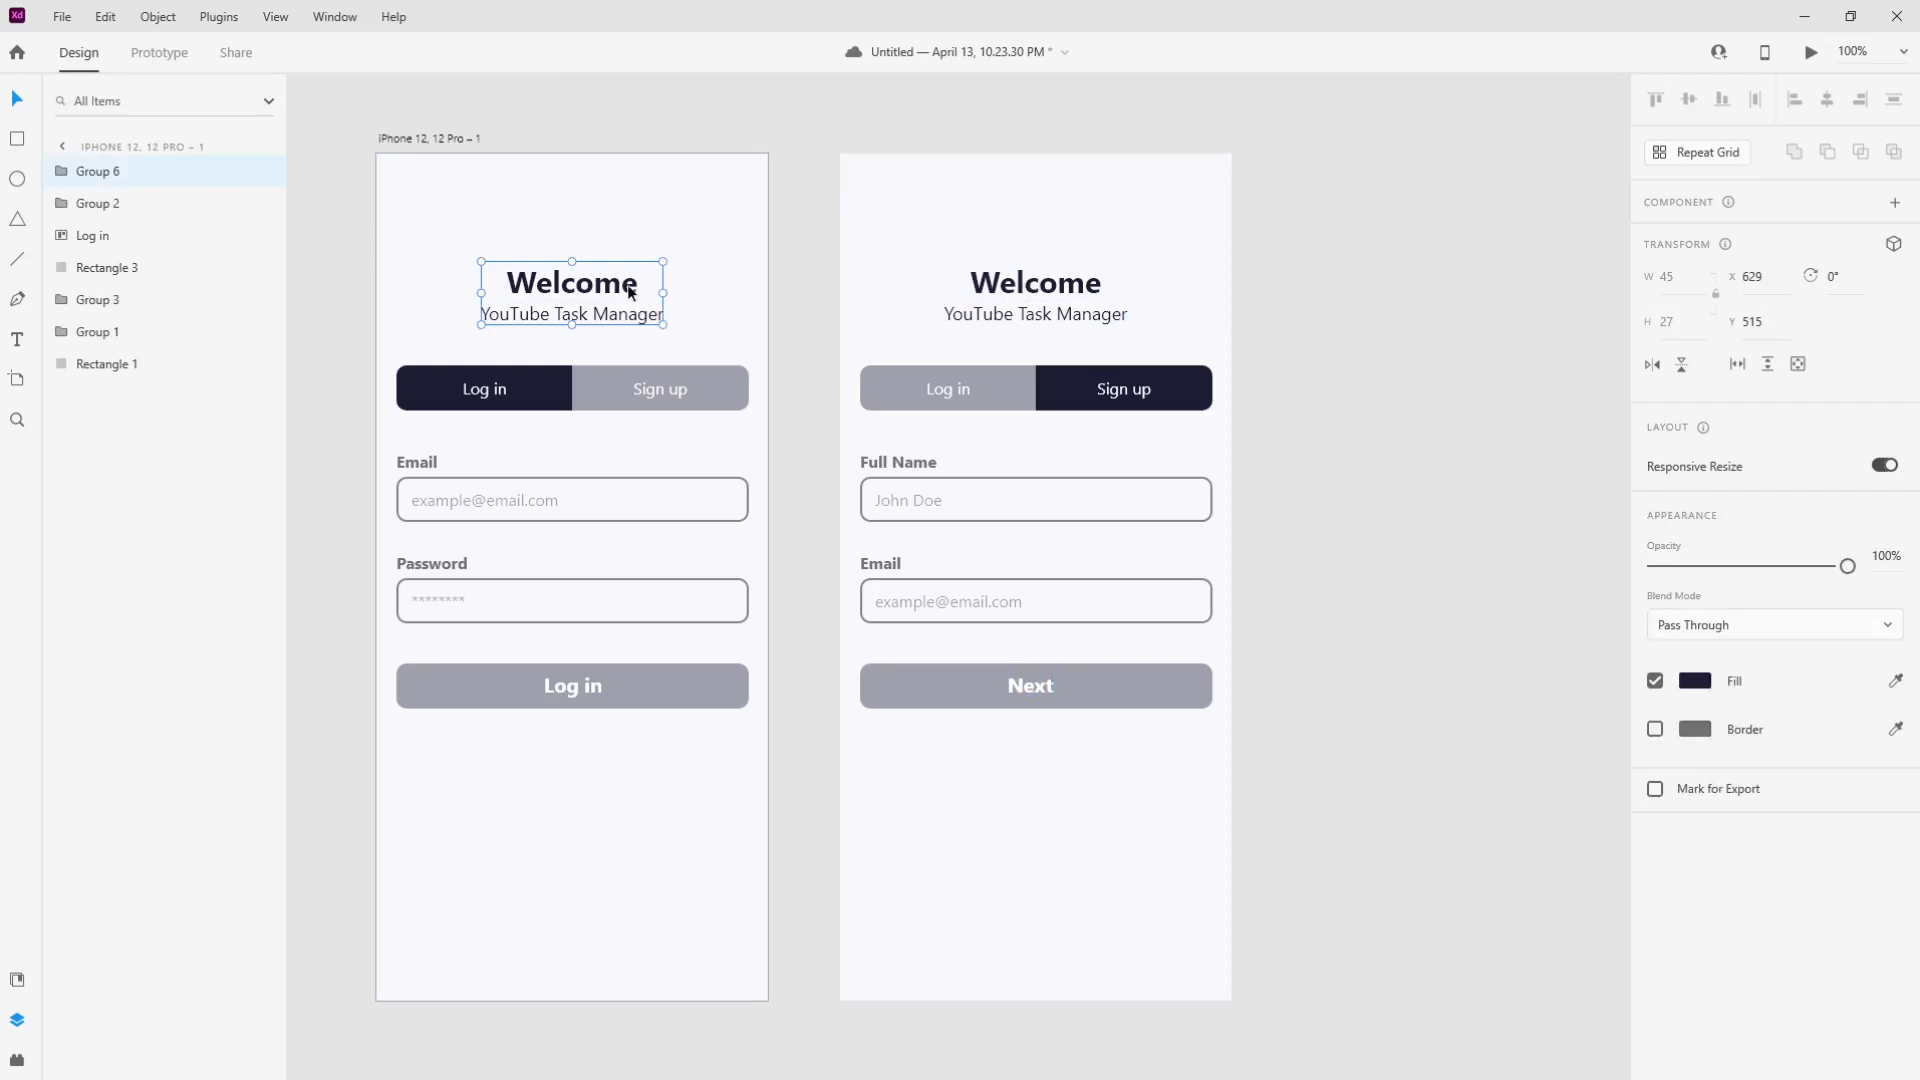 Xd File Edit Object Plugins View Window Help
Design Prototype Share Untitled — April 13, 10.23.30 PM * 100%
All Items
IPHONE 12, 12 PRO – 1
Group 6
Group 2
Log in
Rectangle 3
Group 3
Group 1
Rectangle 1
iPhone 12, 12 Pro – 1
Welcome
YouTube Task Manager
Log in Sign up
Email
example@email.com
Password
********
Log in
Welcome
YouTube Task Manager
Log in Sign up
Full Name
John Doe
Email
example@email.com
Next
Repeat Grid
COMPONENT
TRANSFORM
W 45 X 629 0°
H 27 Y 515
LAYOUT
Responsive Resize
APPEARANCE
Opacity
100%
Blend Mode
Pass Through
Fill
Border
Mark for Export